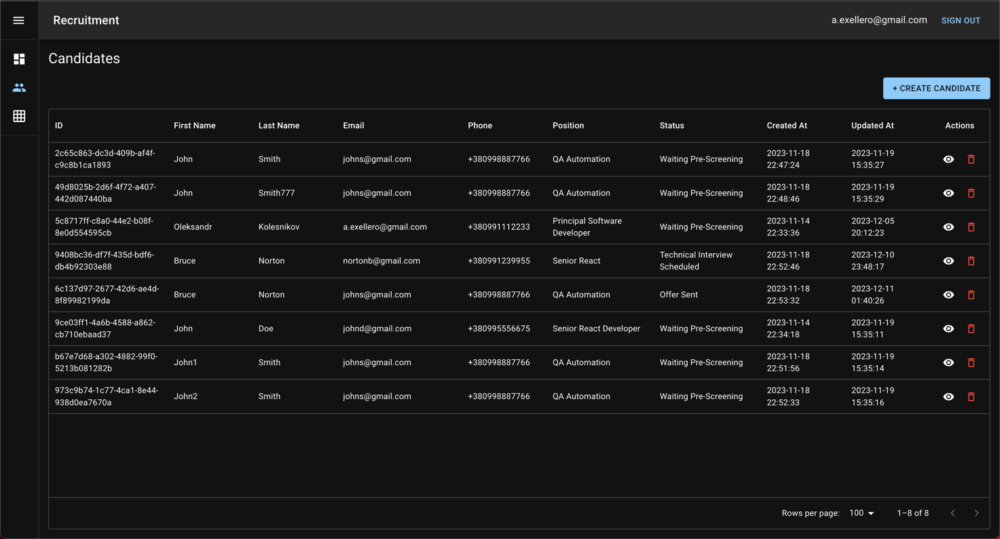 Recruitment
a.exellero@gmail.com SIGN OUT
Candidates
+ CREATE CANDIDATE
ID First Name Last Name Email Phone Position Status Created At Updated At Actions
2c65c863-dc3d-409b-af4f-c9c8b1ca1893 John Smith johns@gmail.com +380998887766 QA Automation Waiting Pre-Screening 2023-11-18 22:47:24 2023-11-19 15:35:27
49d8025b-2d6f-4f72-a407-442d087440ba John Smith777 johns@gmail.com +380998887766 QA Automation Waiting Pre-Screening 2023-11-18 22:48:46 2023-11-19 15:35:29
5c8717ff-c8a0-44e2-b08f-8e0d554595cb Oleksandr Kolesnikov a.exellero@gmail.com +380991112233 Principal Software Developer Waiting Pre-Screening 2023-11-14 22:33:36 2023-12-05 20:12:23
9408bc36-df7f-435d-bdf6-db4b92303e88 Bruce Norton nortonb@gmail.com +380991239955 Senior React Technical Interview Scheduled 2023-11-18 22:52:46 2023-12-10 23:48:17
6c137d97-2677-42d6-ae4d-8f89982199da Bruce Norton johns@gmail.com +380998887766 QA Automation Offer Sent 2023-11-18 22:53:32 2023-12-11 01:40:26
9ce03ff1-4a6b-4588-a862-cb710ebaad37 John Doe johnd@gmail.com +380995556675 Senior React Developer Waiting Pre-Screening 2023-11-14 22:34:18 2023-11-19 15:35:11
b67e7d68-a302-4882-99f0-5213b081282b John1 Smith johns@gmail.com +380998887766 QA Automation Waiting Pre-Screening 2023-11-18 22:51:56 2023-11-19 15:35:14
973c9b74-1c77-4ca1-8e44-938d0ea7670a John2 Smith johns@gmail.com +380998887766 QA Automation Waiting Pre-Screening 2023-11-18 22:52:33 2023-11-19 15:35:16
Rows per page: 100 1–8 of 8